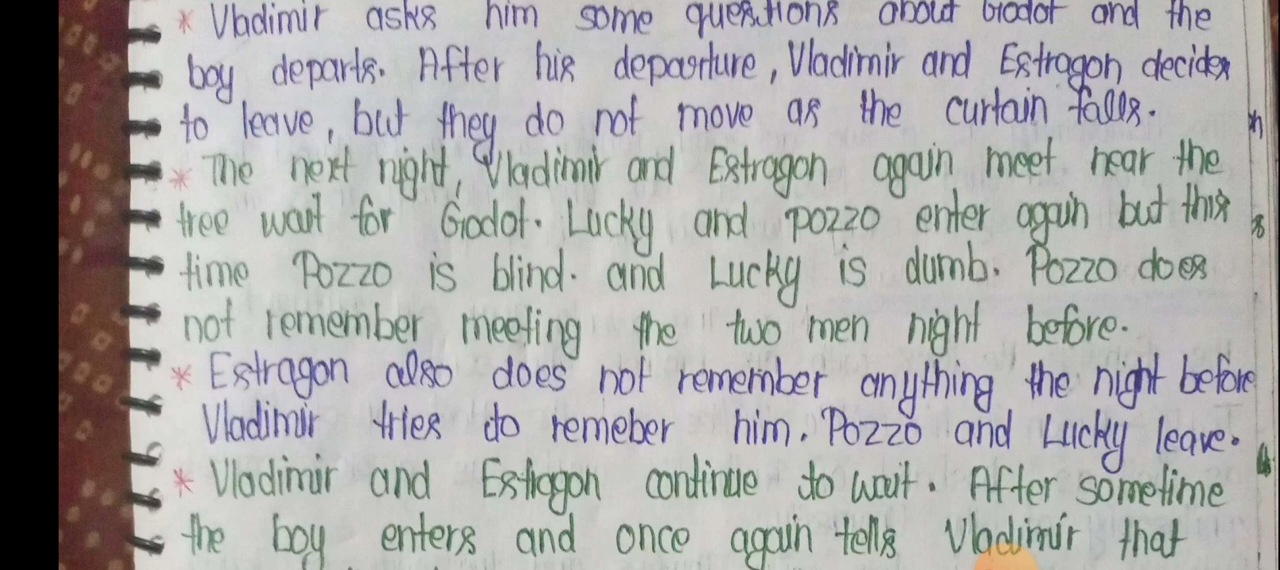 * Vladimir asks him some questions about Godot and the
boy departs. After his departure, Vladimir and Estragon decides
to leave, but they do not move as the curtain falls.
* The next night, Vladimir and Estragon again meet near the
tree wait for Godot. Lucky and pozzo enter again but this
time Pozzo is blind. and Lucky is dumb. Pozzo does
not remember meeting the two men night before.
* Estragon also does not remember anything the night before
Vladimir tries to remeber him. Pozzo and Lucky leave.
* Vladimir and Estragon continue to wait. After sometime
the boy enters and once again tells Vladimir that